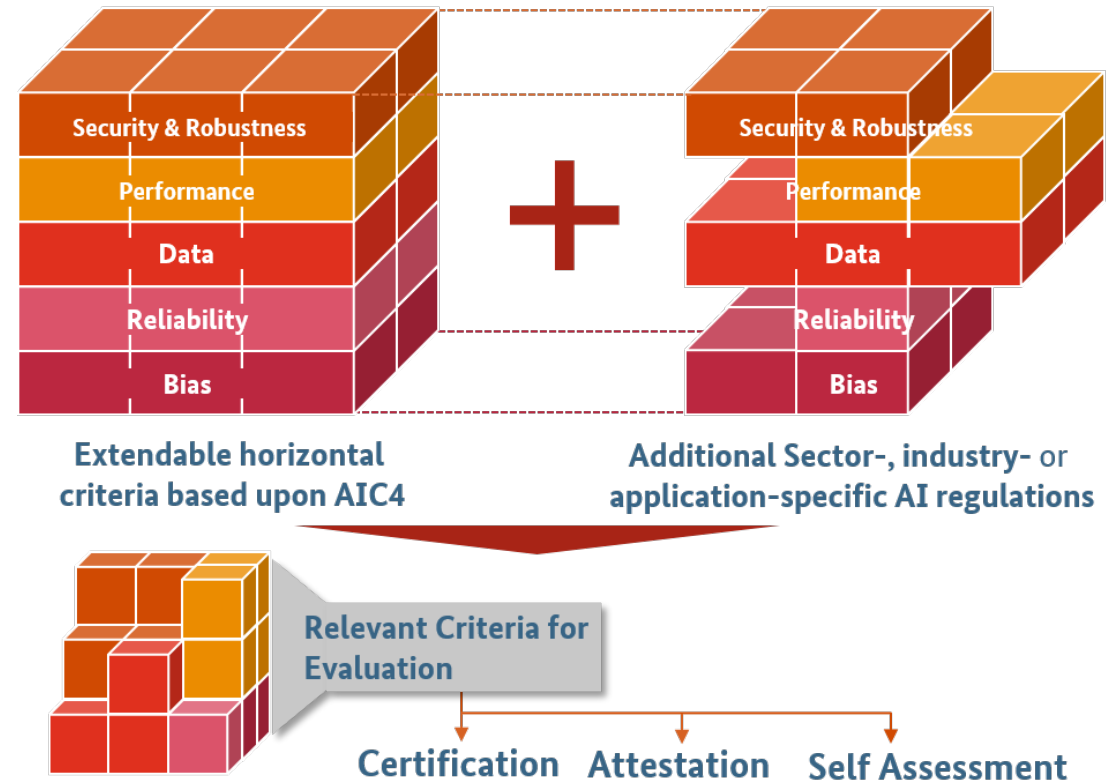 Security & Robustness
Performance
Data
Reliability
Bias
Security & Robustness
Performance
Data
Reliability
Bias
Extendable horizontal
criteria based upon AIC4
Additional Sector-, industry- or
application-specific AI regulations
Relevant Criteria for
Evaluation
Certification
Attestation
Self Assessment